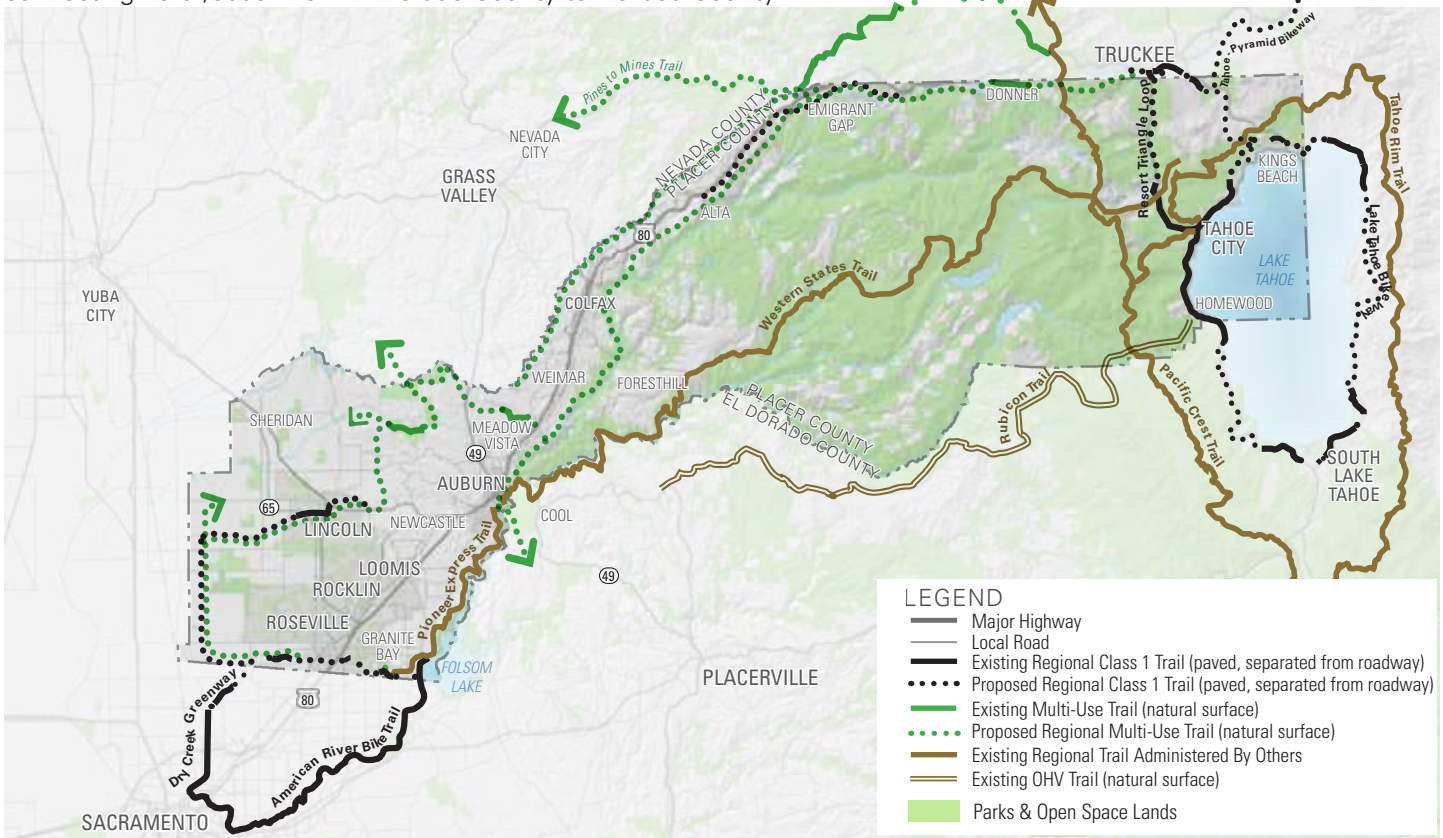 TRUCKEE
Tahoe - Pyramid Bikeway
Pines to Mines Trail
NEVADA COUNTY
PLACER COUNTY
EMIGRANT
GAP
DONNER
Resort Triangle Loop
Tahoe Rim Trail
NEVADA
CITY
GRASS
VALLEY
KINGS
BEACH
ALTA
80
TAHOE
CITY
LAKE
TAHOE
Lake Tahoe Bike Way
Western States Trail
YUBA
CITY
COLFAX
HOMEWOOD
WEIMAR
FORESTHILL
PLACER COUNTY
EL DORADO COUNTY
Rubicon Trail
Pacific Crest Trail
SHERIDAN
MEADOW
VISTA
49
AUBURN
SOUTH
LAKE
TAHOE
65
LINCOLN
NEWCASTLE
COOL
LOOMIS
ROCKLIN
Pioneer Express Trail
49
ROSEVILLE
GRANITE
BAY
FOLSOM
LAKE
PLACERVILLE
80
Dry Creek Greenway
American River Bike Trail
SACRAMENTO
LEGEND
Major Highway
Local Road
Existing Regional Class 1 Trail (paved, separated from roadway)
Proposed Regional Class 1 Trail (paved, separated from roadway)
Existing Multi-Use Trail (natural surface)
Proposed Regional Multi-Use Trail (natural surface)
Existing Regional Trail Administered By Others
Existing OHV Trail (natural surface)
Parks & Open Space Lands